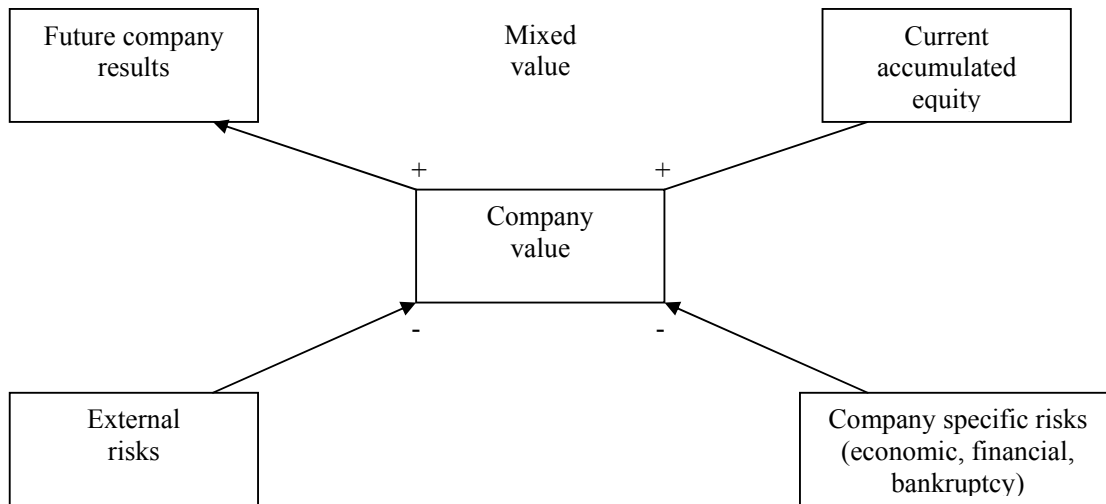 Future company
results
Mixed
value
Current
accumulated
equity
+
+
Company
value
-
-
External
risks
Company specific risks
(economic, financial,
bankruptcy)